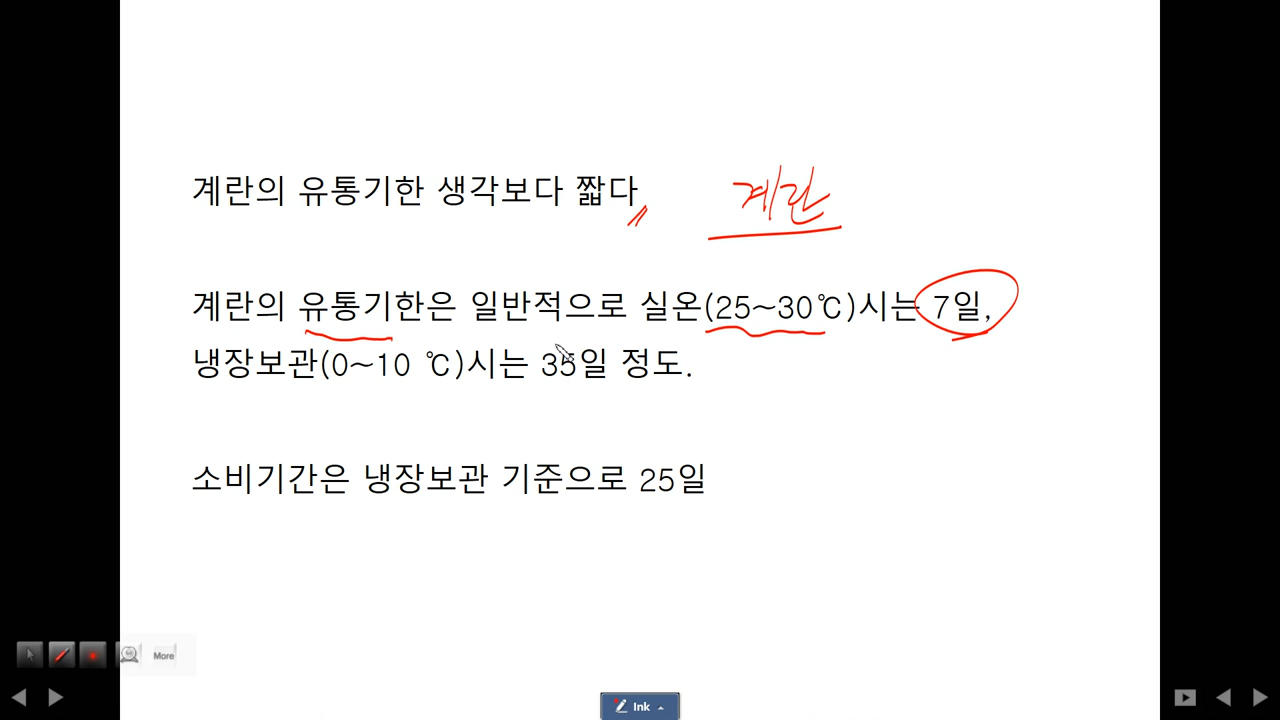 계란의 유통기한 생각보다 짧다 계란
계란의 유통기한은 일반적으로 실온(25~30℃)시는 7일,
냉장보관(0~10 ℃)시는 35일 정도.
소비기간은 냉장보관 기준으로 25일
More
Ink